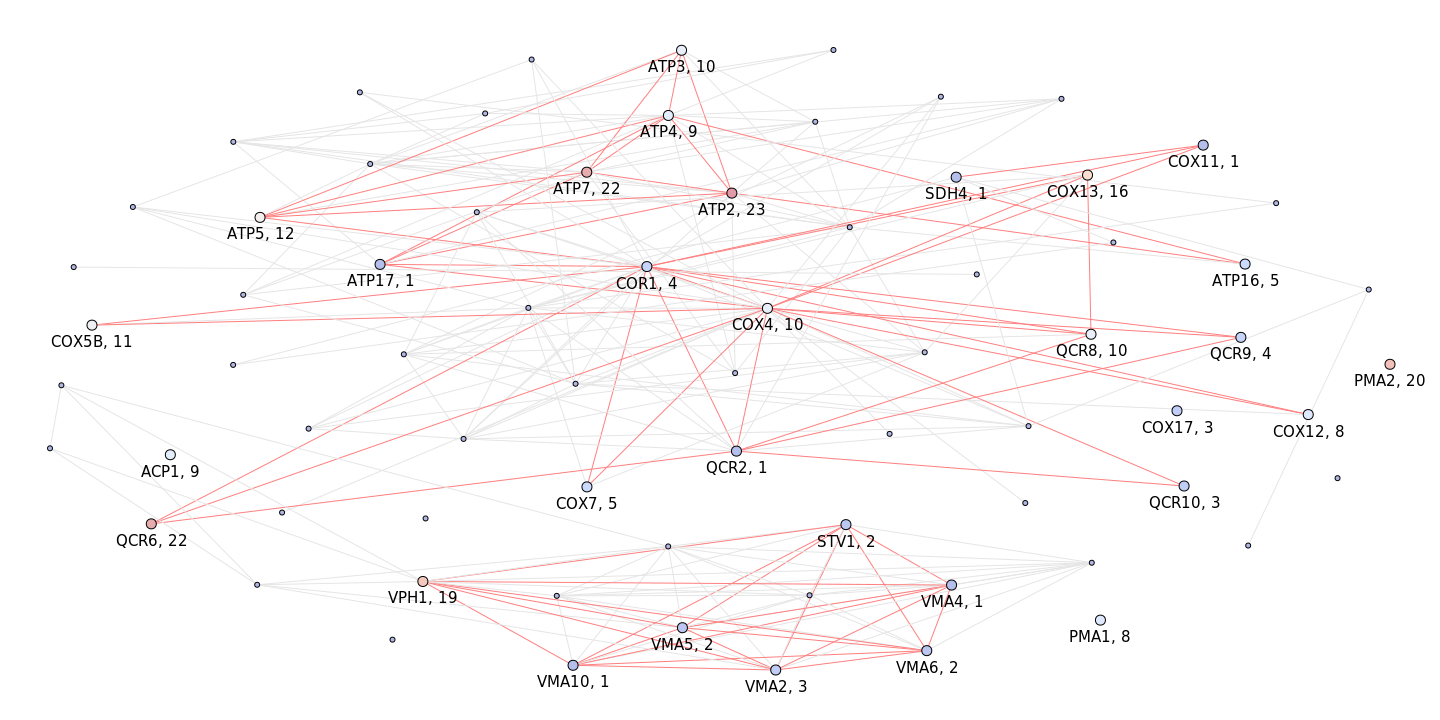 ATP3, 10
ATP4, 9
COX11, 1
ATP7, 22
SDH4, 1
COX13, 16
ATP2, 23
ATP5, 12
ATP17, 1
COR1, 4
ATP16, 5
COX4, 10
COX5B, 11
QCR8, 10
QCR9, 4
PMA2, 20
COX17, 3
COX12, 8
ACP1, 9
QCR2, 1
COX7, 5
QCR10, 3
QCR6, 22
STV1, 2
VPH1, 19
VMA4, 1
PMA1, 8
VMA5, 2
VMA6, 2
VMA10, 1
VMA2, 3